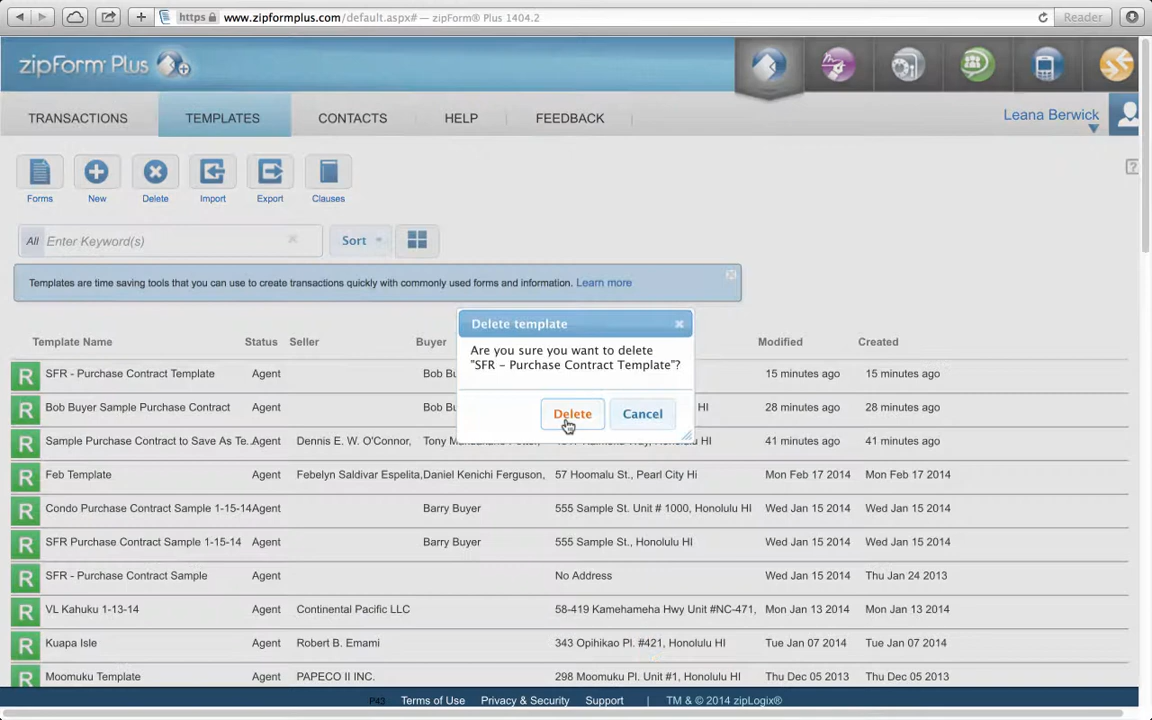 https www.zipformplus.com/default.aspx# — zipForm® Plus 1404.2 Reader
zipForm Plus
TRANSACTIONS TEMPLATES CONTACTS HELP FEEDBACK Leana Berwick
Forms New Delete Import Export Clauses
All Enter Keyword(s) Sort
Templates are time saving tools that you can use to create transactions quickly with commonly used forms and information. Learn more
Delete template
Are you sure you want to delete
"SFR - Purchase Contract Template"?
Delete Cancel
Template Name Status Seller Buyer Modified Created
R SFR - Purchase Contract Template Agent Bob Bu 15 minutes ago 15 minutes ago
R Bob Buyer Sample Purchase Contract Agent Bob Bu HI 28 minutes ago 28 minutes ago
R Sample Purchase Contract to Save As Te.. Agent Dennis E. W. O'Connor, HI 41 minutes ago 41 minutes ago
R Feb Template Agent Febelyn Saldivar Espelita, Daniel Kenichi Ferguson, 57 Hoomalu St., Pearl City Hi Mon Feb 17 2014 Mon Feb 17 2014
R Condo Purchase Contract Sample 1-15-14 Agent Barry Buyer 555 Sample St. Unit # 1000, Honolulu HI Wed Jan 15 2014 Wed Jan 15 2014
R SFR Purchase Contract Sample 1-15-14 Agent Barry Buyer 555 Sample St., Honolulu HI Wed Jan 15 2014 Wed Jan 15 2014
R SFR - Purchase Contract Sample Agent No Address Wed Jan 15 2014 Thu Jan 24 2013
R VL Kahuku 1-13-14 Agent Continental Pacific LLC 58-419 Kamehameha Hwy Unit #NC-471, Mon Jan 13 2014 Mon Jan 13 2014
R Kuapa Isle Agent Robert B. Emami 343 Opihikao Pl. #421, Honolulu HI Tue Jan 07 2014 Tue Jan 07 2014
R Moomuku Template Agent PAPECO II INC. 298 Moomuku Pl. Unit #1, Honolulu HI Thu Dec 05 2013 Thu Dec 05 2013
P43 Terms of Use Privacy & Security Support | TM & © 2014 zipLogix®